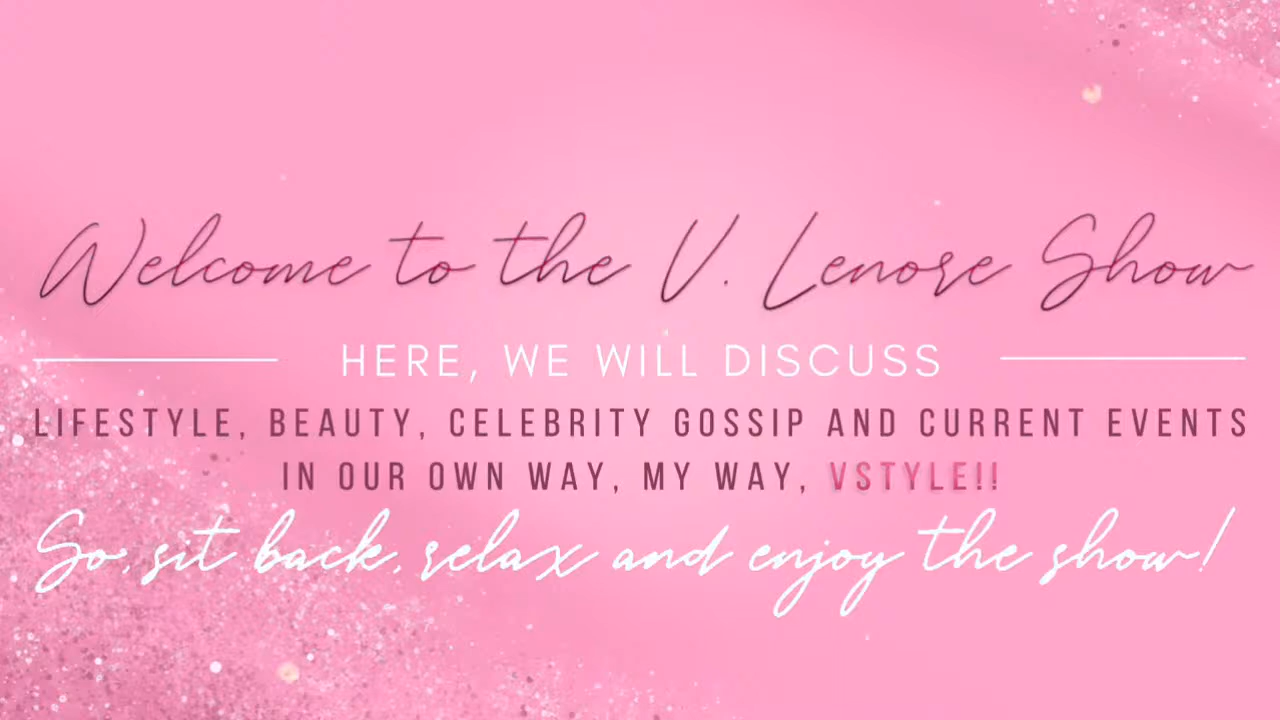 Welcome to the V. Lenore Show
HERE, WE WILL DISCUSS
LIFESTYLE, BEAUTY, CELEBRITY GOSSIP AND CURRENT EVENTS
IN OUR OWN WAY, MY WAY, VSTYLE!!
So, sit back, relax and enjoy the show!